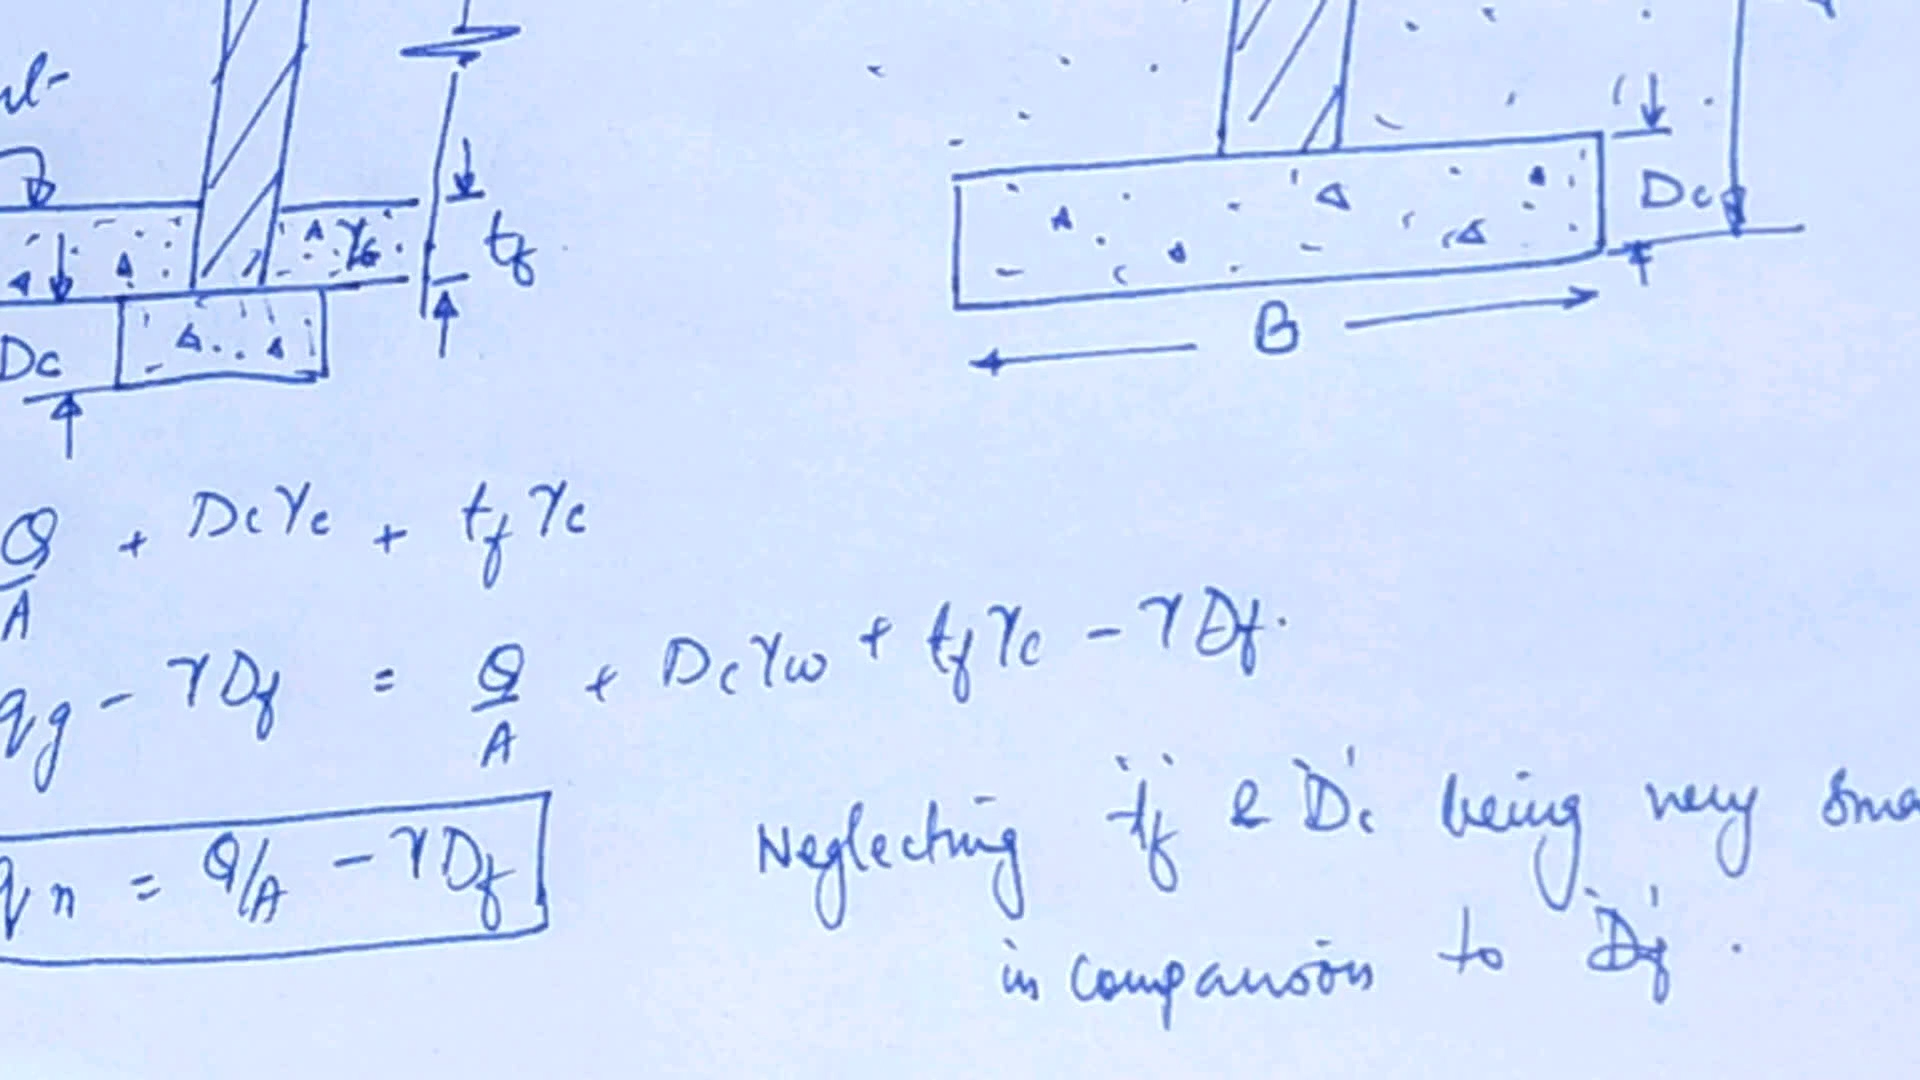 Dc
tf
γc
Dc
B
Q/A + Dcγc + tfγc
qg - γDf = Q/A + Dcγw + tfγc - γDf.
qn = Q/A - γDf
Neglecting 'tf' & 'Dc' being very sma
in comparison to 'Df'.